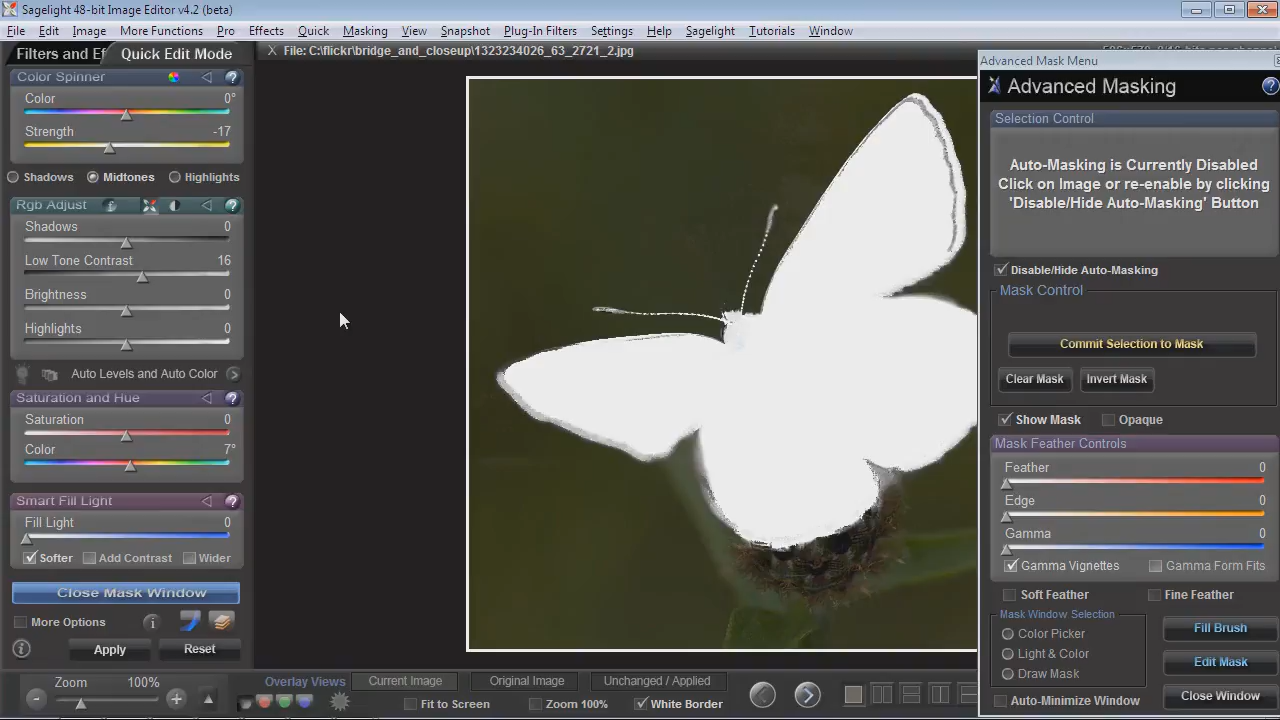 Sagelight 48-bit Image Editor v4.2 (beta)
File Edit Image More Functions Pro Effects Quick Masking Viewing Sagebrush Plug-In Filters Settings Help Sagelight Tutorials Window
Filters and Ef Quick Edit Mode
X File: C:\flickr\bridge_and_closeup\1323234026_63_2721_2.jpg
Color Spinner ?
Color 0°
Strength -17
Shadows Midtones Highlights
Rgb Adjust ?
Shadows 0
Low Tone Contrast 16
Brightness 0
Highlights 0
Auto Levels and Auto Color
Saturation and Hue ?
Saturation 0
Color 7°
Smart Fill Light ?
Fill Light 0
Softer Add Contrast Wider
Close Mask Window
More Options
Apply Reset
Zoom 100%
Overlay Views Current Image Original Image Unchanged / Applied
Fit to Screen Zoom 100% White Border
Advanced Mask Menu
Advanced Masking ?
Selection Control
Auto-Masking is Currently Disabled
Click on Image or re-enable by clicking
'Disable/Hide Auto-Masking' Button
Disable/Hide Auto-Masking
Mask Control
Commit Selection to Mask
Clear Mask Invert Mask
Show Mask Opaque
Mask Feather Controls
Feather 0
Edge 0
Gamma 0
Gamma Vignettes Gamma Form Fits
Soft Feather Fine Feather
Mask Window Selection
Color Picker
Light & Color
Draw Mask
Fill Brush
Edit Mask
Auto-Minimize Window
Close Window